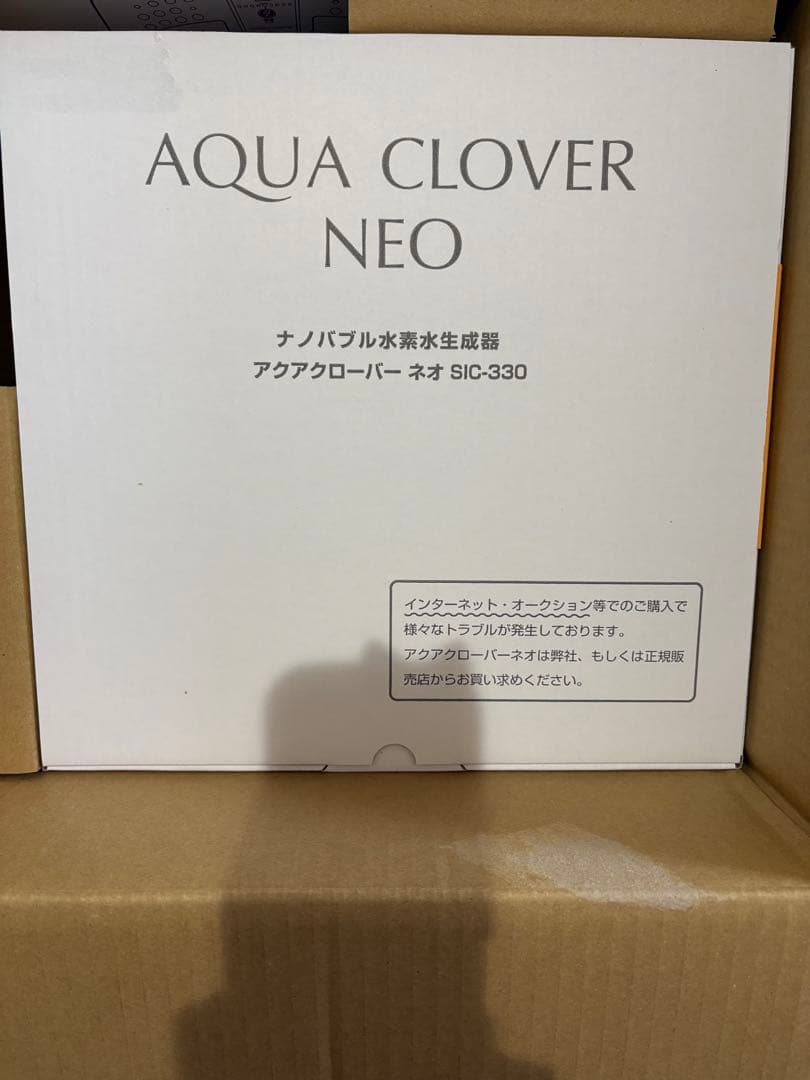 AQUA CLOVER
NEO
ナノバブル水素水生成器
アクアクローバー ネオ SIC-330
インターネット・オークション等でのご購入で
様々なトラブルが発生しております。
アクアクローバーネオは弊社、もしくは正規販
売店からお買い求めください。